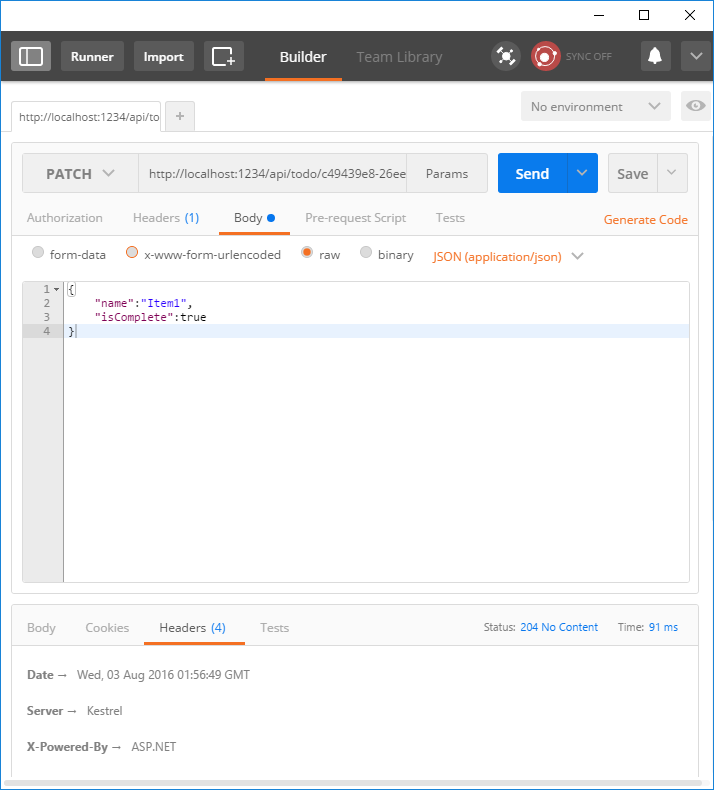 Runner Import Builder Team Library SYNC OFF
No environment
http://localhost:1234/api/to +
PATCH http://localhost:1234/api/todo/c49439e8-26ee Params Send Save
Authorization Headers (1) Body Pre-request Script Tests Generate Code
form-data x-www-form-urlencoded raw binary JSON (application/json)
1 {
2 "name":"Item1",
3 "isComplete":true
4 }
Body Cookies Headers (4) Tests Status: 204 No Content Time: 91 ms
Date → Wed, 03 Aug 2016 01:56:49 GMT
Server → Kestrel
X-Powered-By → ASP.NET